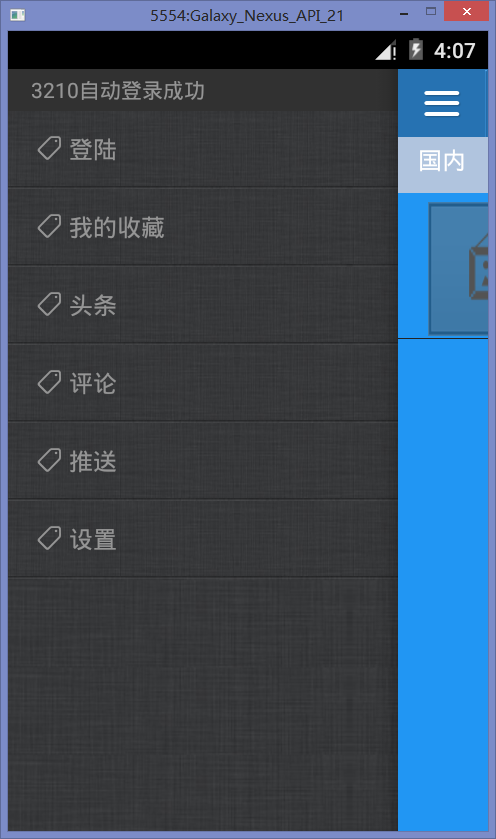 5554:Galaxy_Nexus_API_21
4:07
3210自动登录成功
国内
登陆
我的收藏
头条
评论
推送
设置